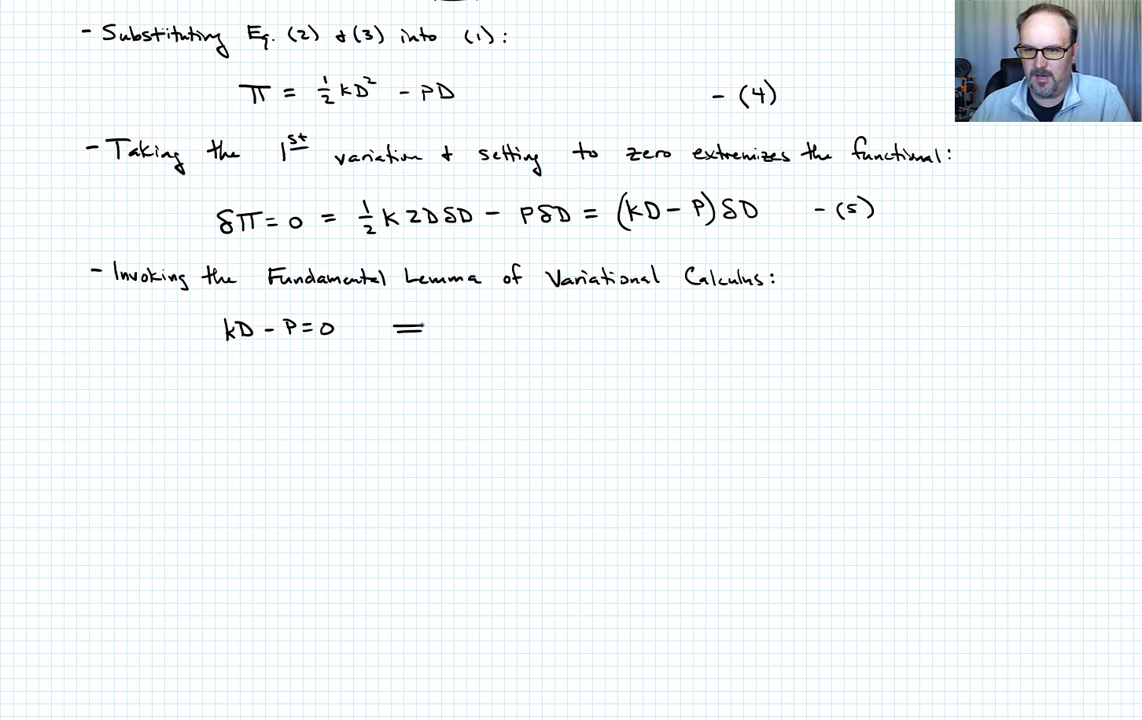 - Substituting Eq. (2) & (3) into (1):
π = 1/2 kD² - PD - (4)
- Taking the 1st variation & setting to zero extremizes the functional:
δπ = 0 = 1/2 k 2D δD - P δD = (kD - P) δD - (5)
- Invoking the Fundamental Lemma of Variational Calculus:
kD - P = 0 =